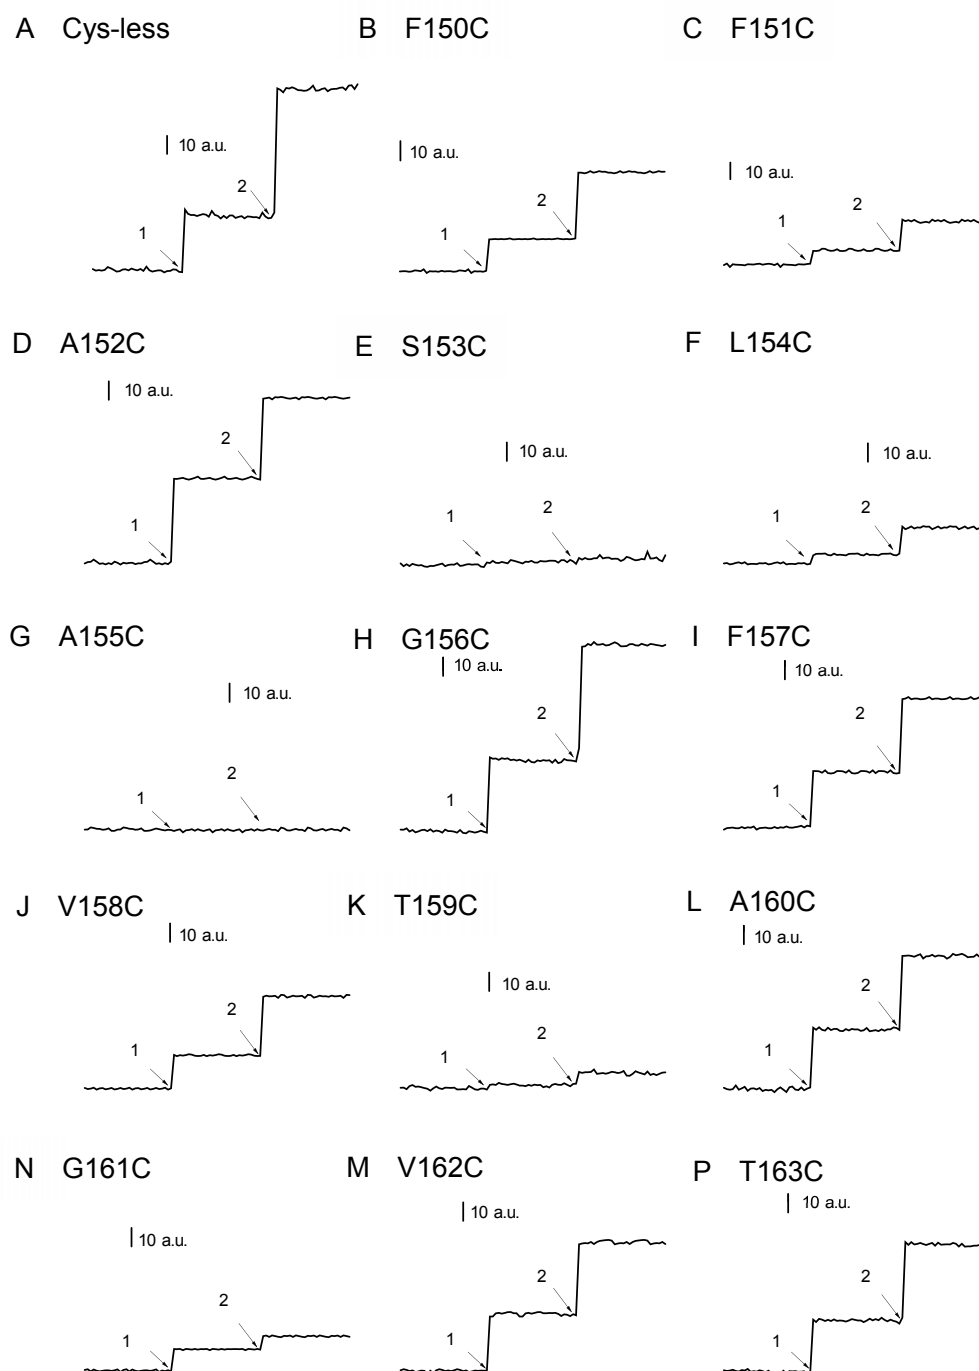 A Cys-less
B F150C
C F151C
10 a.u.
10 a.u.
10 a.u.
1
2
1
2
1
2
D A152C
E S153C
F L154C
10 a.u.
10 a.u.
10 a.u.
1
2
1
2
1
2
G A155C
H G156C
I F157C
10 a.u.
10 a.u.
10 a.u.
1
2
1
2
1
2
J V158C
K T159C
L A160C
10 a.u.
10 a.u.
10 a.u.
1
2
1
2
1
2
N G161C
M V162C
P T163C
10 a.u.
10 a.u.
10 a.u.
1
2
1
2
1
2